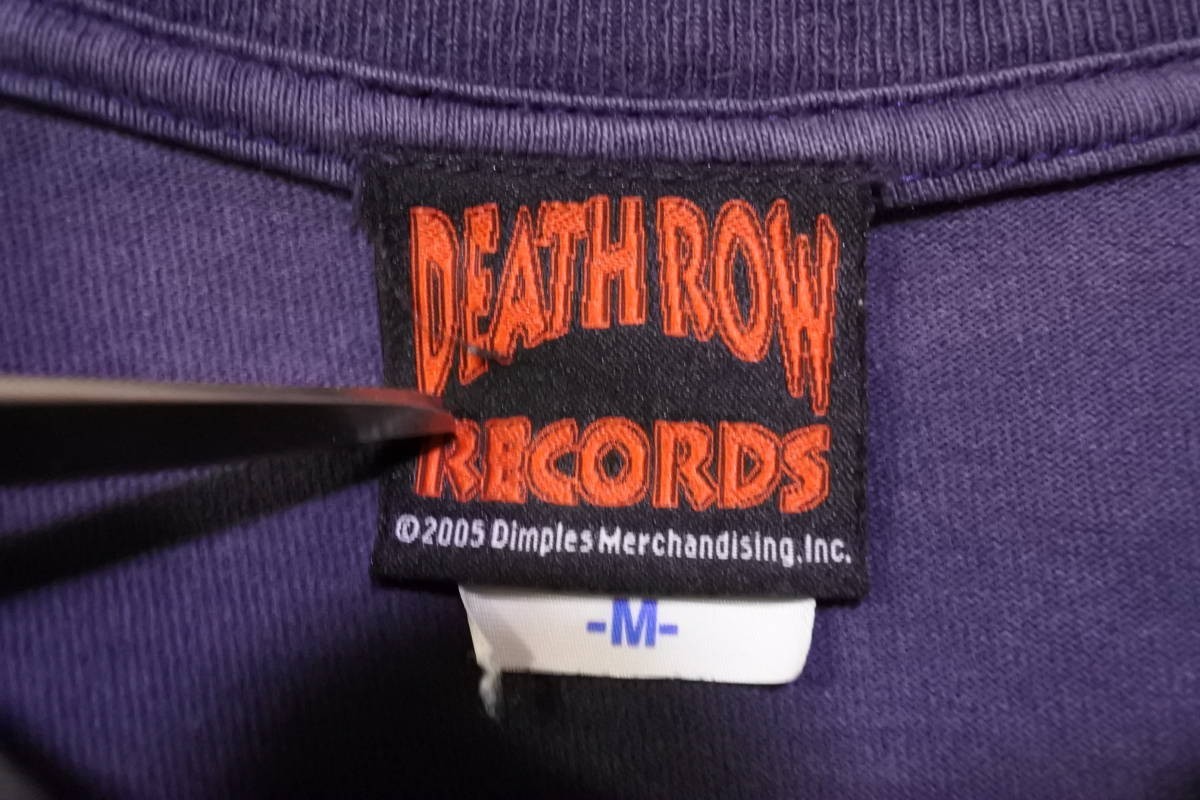 DEATH ROW
RECORDS
©2005 Dimples Merchandising, Inc.
-M-